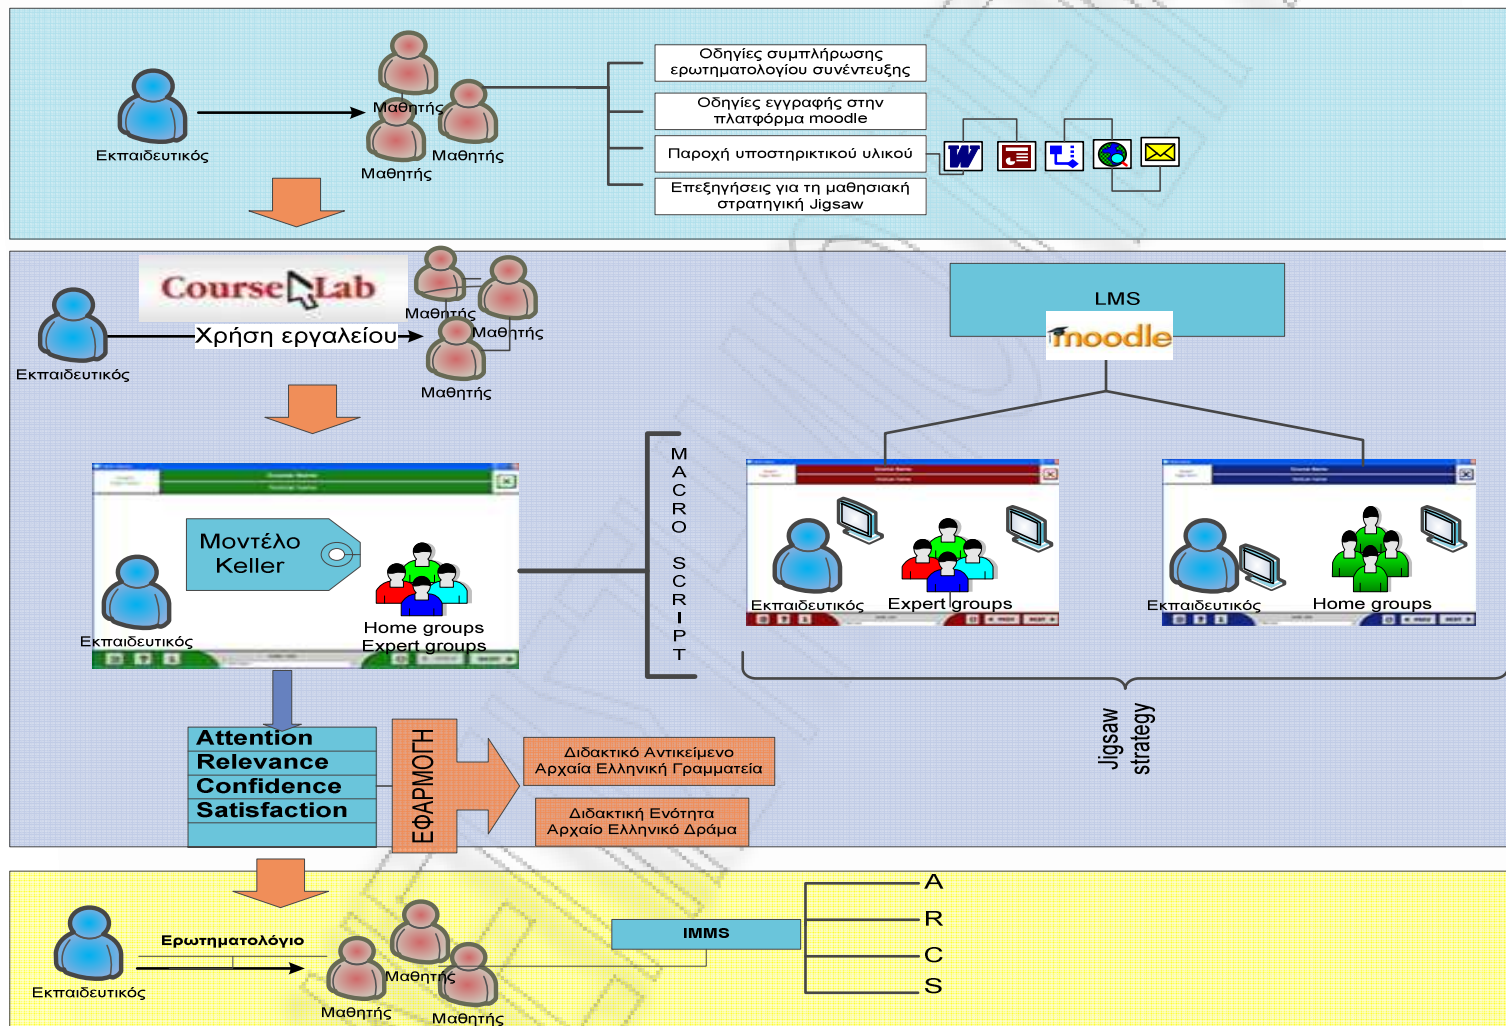 Οδηγίες συμπλήρωσης
ερωτηματολογίου συνέντευξης
Οδηγίες εγγραφής στην
πλατφόρμα moodle
Παροχή υποστηρικτικού υλικού
Επεξηγήσεις για τη μαθησιακή
στρατηγική Jigsaw
Εκπαιδευτικός
Μαθητής
Μαθητής
Μαθητής
W
CourseLab
Χρήση εργαλείου
Εκπαιδευτικός
Μαθητής
Μαθητής
Μαθητής
LMS
moodle
Μοντέλο
Keller
Εκπαιδευτικός
Home groups
Expert groups
MACRO SCRIPT
Εκπαιδευτικός
Expert groups
Εκπαιδευτικός
Home groups
Jigsaw
strategy
Attention
Relevance
Confidence
Satisfaction
ΕΦΑΡΜΟΓΗ
Διδακτικό Αντικείμενο
Αρχαία Ελληνική Γραμματεία
Διδακτική Ενότητα
Αρχαίο Ελληνικό Δράμα
Ερωτηματολόγιο
Εκπαιδευτικός
Μαθητής
Μαθητής
Μαθητής
IMMS
A
R
C
S